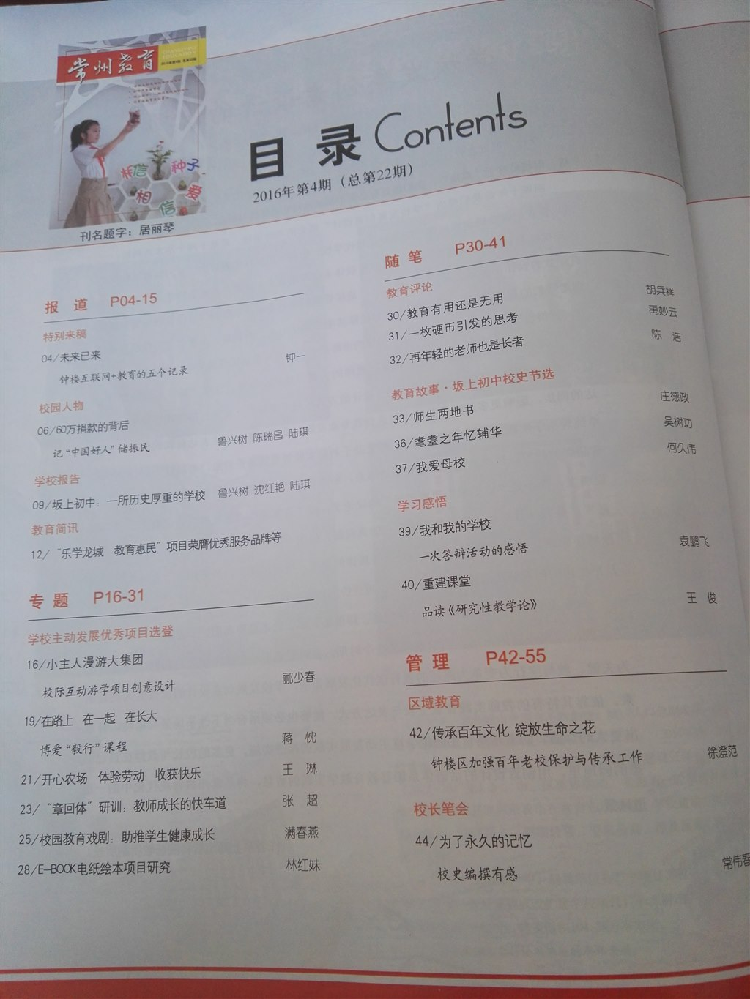 常州教育
CHANGZHOU
EDUCATION
相信种子
相信爱
刊名题字：居丽琴
目 录 Contents
2016年第4期（总第22期）
报 道 P04-15
特别来稿
04/未来已来
钟楼互联网+教育的五个记录 钟一
校园人物
06/60万捐款的背后
记“中国好人”储振民 鲁兴树 陈瑞昌 陆琪
学校报告
09/坂上初中：一所历史厚重的学校 鲁兴树 沈红艳 陆琪
教育简讯
12/“乐学龙城 教育惠民”项目荣膺优秀服务品牌等
专 题 P16-31
学校主动发展优秀项目选登
16/小主人漫游大集团
校际互动游学项目创意设计 郦少春
19/在路上 在一起 在长大
博爱“毅行”课程 蒋 忱
21/开心农场 体验劳动 收获快乐 王 琳
23/“章回体”研训：教师成长的快车道 张 超
25/校园教育戏剧：助推学生健康成长 满春燕
28/E-BOOK电纸绘本项目研究 林红妹
随 笔 P30-41
教育评论
30/教育有用还是无用 胡兵祥
31/一枚硬币引发的思考 禹妙云
32/再年轻的老师也是长者 陈 浩
教育故事·坂上初中校史节选
33/师生两地书 庄德政
36/耄耋之年忆辅华 吴树功
37/我爱母校 何久伟
学习感悟
39/我和我的学校
一次答辩活动的感悟 袁鹏飞
40/重建课堂
品读《研究性教学论》 王 俊
管 理 P42-55
区域教育
42/传承百年文化 绽放生命之花
钟楼区加强百年老校保护与传承工作 徐澄范
校长笔会
44/为了永久的记忆
校史编撰有感 常伟春